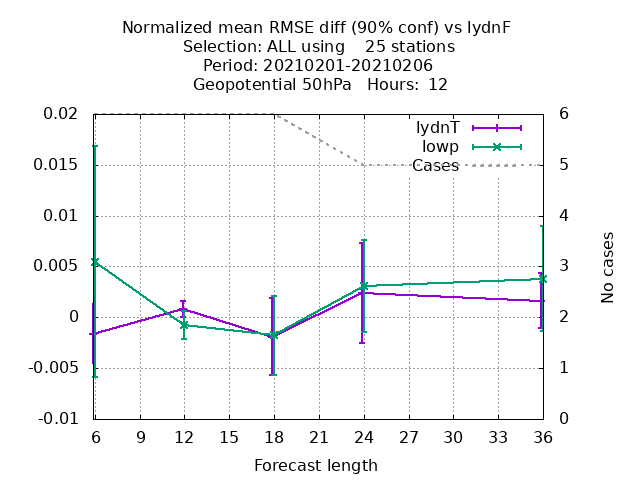 Normalized mean RMSE diff (90% conf) vs lydnF
Selection: ALL using    25 stations
Period: 20210201-20210206
Geopotential 50hPa   Hours:  12
0.02
0.015
0.01
0.005
0
-0.005
-0.01
6
5
4
3
2
1
0
lydnT
lowp
Cases
No cases
6 9 12 15 18 21 24 27 30 33 36
Forecast length